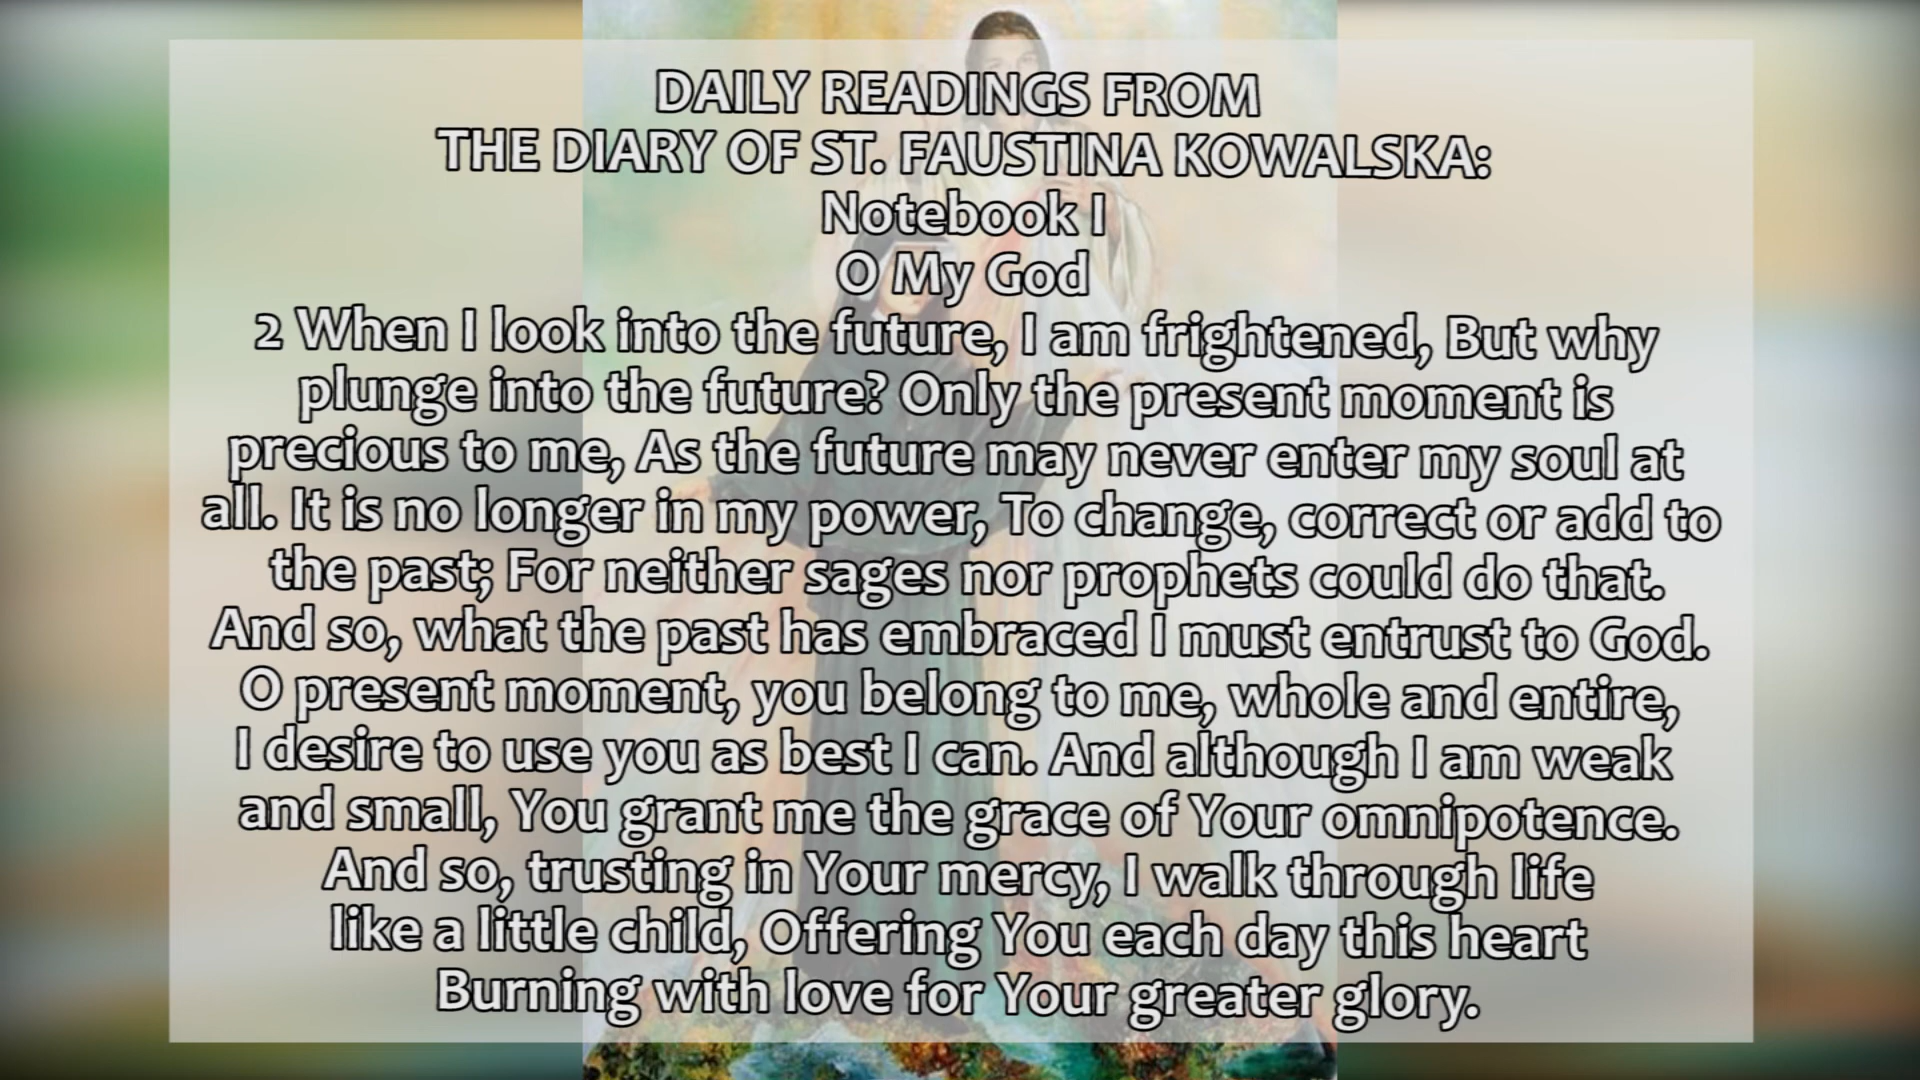 DAILY READINGS FROM
THE DIARY OF ST. FAUSTINA KOWALSKA:
Notebook I
O My God
2 When I look into the future, I am frightened, But why
plunge into the future? Only the present moment is
precious to me, As the future may never enter my soul at
all. It is no longer in my power, To change, correct or add to
the past; For neither sages nor prophets could do that.
And so, what the past has embraced I must entrust to God.
O present moment, you belong to me, whole and entire,
I desire to use you as best I can. And although I am weak
and small, You grant me the grace of Your omnipotence.
And so, trusting in Your mercy, I walk through life
like a little child, Offering You each day this heart
Burning with love for Your greater glory.